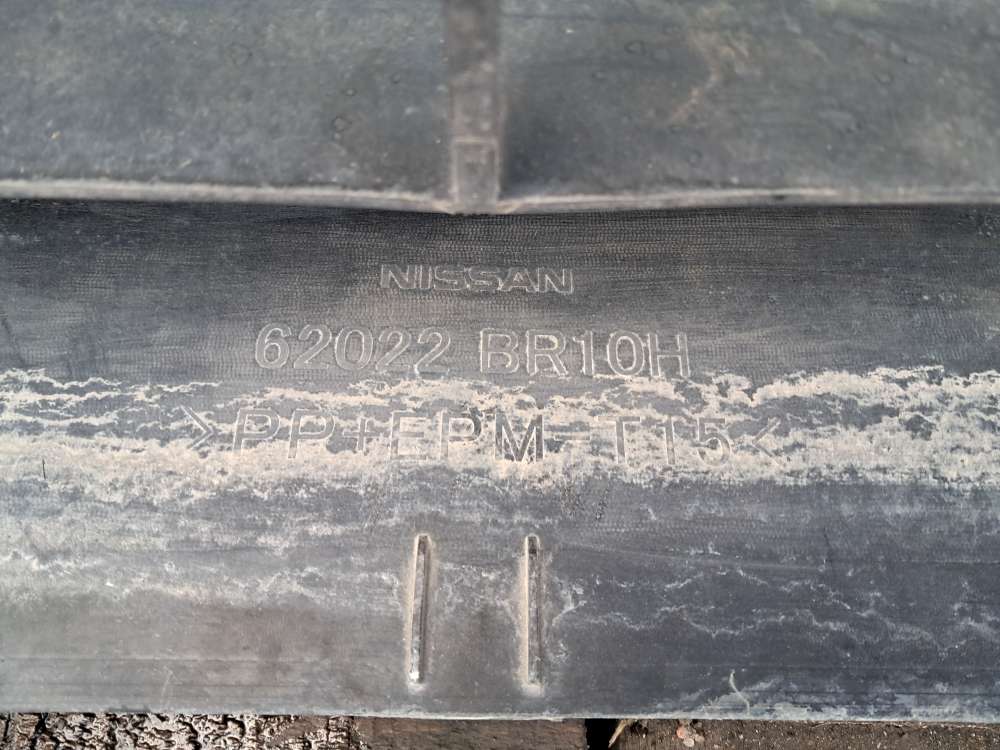 NISSAN
62022 BR10H
>PP+EPM-T15<